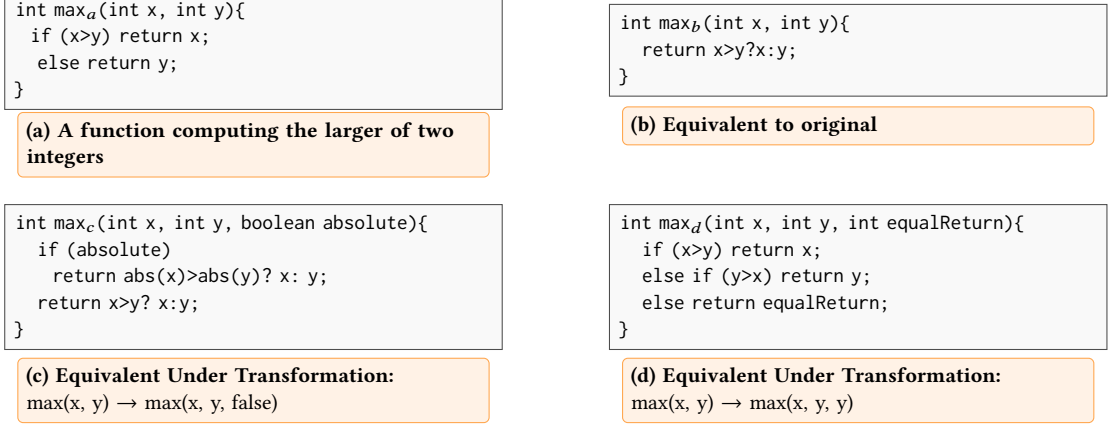 int maxₐ(int x, int y){
if (x>y) return x;
else return y;
}
(a) A function computing the larger of two
integers
int max_b(int x, int y){
return x>y?x:y;
}
(b) Equivalent to original
int max_c(int x, int y, boolean absolute){
if (absolute)
return abs(x)>abs(y)? x: y;
return x>y? x:y;
}
(c) Equivalent Under Transformation:
max(x, y) → max(x, y, false)
int max_d(int x, int y, int equalReturn){
if (x>y) return x;
else if (y>x) return y;
else return equalReturn;
}
(d) Equivalent Under Transformation:
max(x, y) → max(x, y, y)